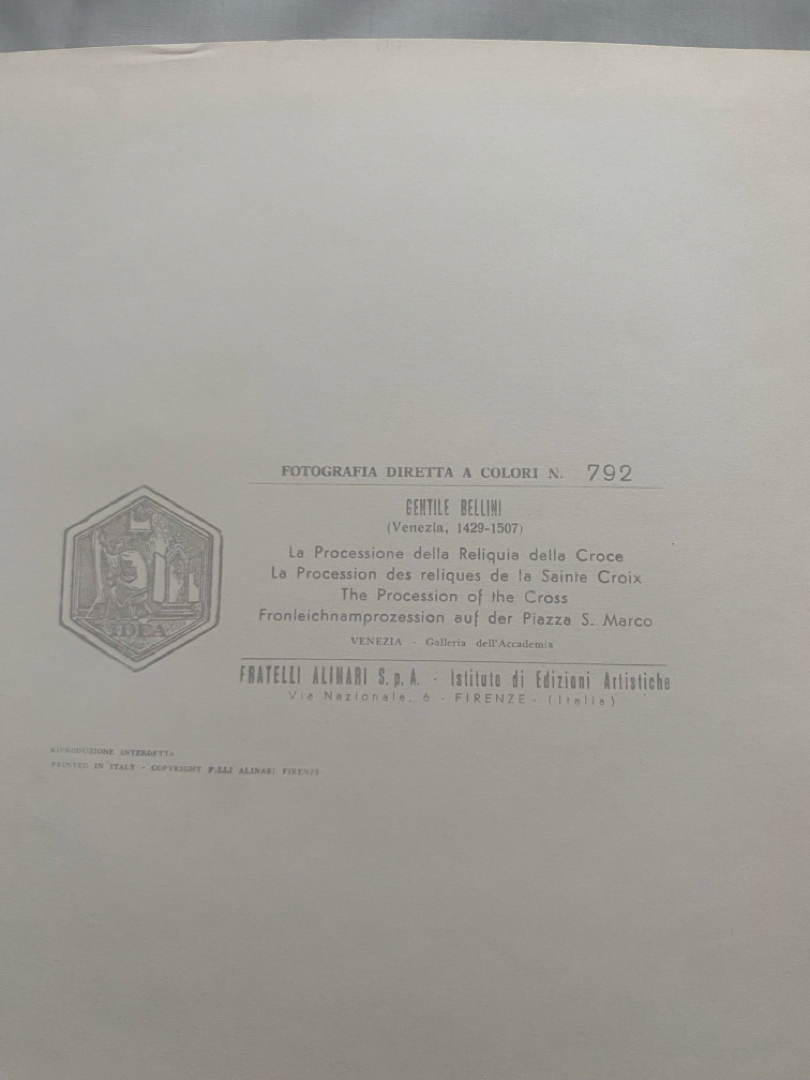 FOTOGRAFIA DIRETTA A COLORI N. 792
GENTILE BELLINI
(Venezia, 1429-1507)
La Processione della Reliquia della Croce
La Procession des reliques de la Sainte Croix
The Procession of the Cross
Fronleichnamprozession auf der Piazza S. Marco
VENEZIA - Galleria dell'Accademia
IDEA
FRATELLI ALINARI S.p.A. - Istituto di Edizioni Artistiche
Via Nazionale, 6 - FIRENZE - (Italia)
RIPRODUZIONE INTERDETTA
PRINTED IN ITALY - COPYRIGHT F.LLI ALINARI FIRENZE